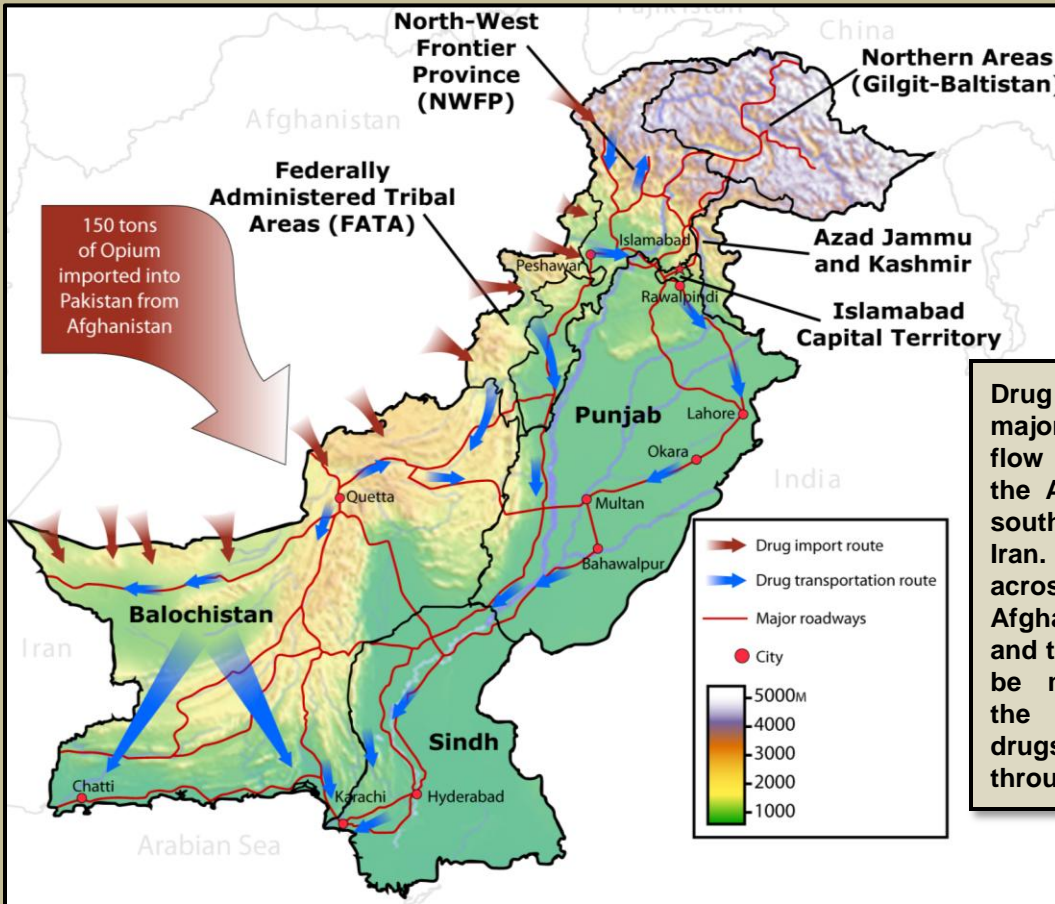 Tajikistan
China
North-West
Frontier
Province
(NWFP)
Northern Areas
(Gilgit-Baltistan)
Afghanistan
Federally
Administered Tribal
Areas (FATA)
150 tons
of Opium
imported into
Pakistan from
Afghanistan
Islamabad
Peshawar
Azad Jammu
and Kashmir
Rawalpindi
Islamabad
Capital Territory
Punjab
Lahore
Okara
India
Quetta
Multan
Bahawalpur
Balochistan
Iran
Sindh
Chatti
Karachi
Hyderabad
Arabian Sea
Drug import route
Drug transportation route
Major roadways
City
5000M
4000
3000
2000
1000
Drug
major
flow
the A
south
Iran.
acros
Afgha
and t
be
the
drugs
throu